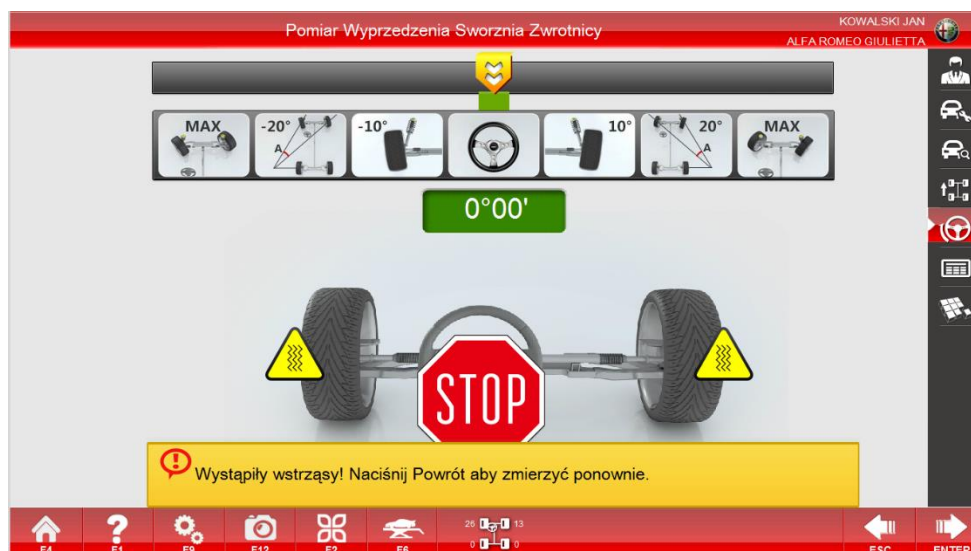 Pomiar Wyprzedzenia Sworznia Zwrotnicy
KOWALSKI JAN
ALFA ROMEO GIULIETTA
MAX
-20°
-10°
10°
20°
MAX
A
A
0°00'
STOP
Wystąpiły wstrząsy! Naciśnij Powrót aby zmierzyć ponownie.
26 13
0 0
F4 F1 F9 F12 F3 F6 ESC ENTER